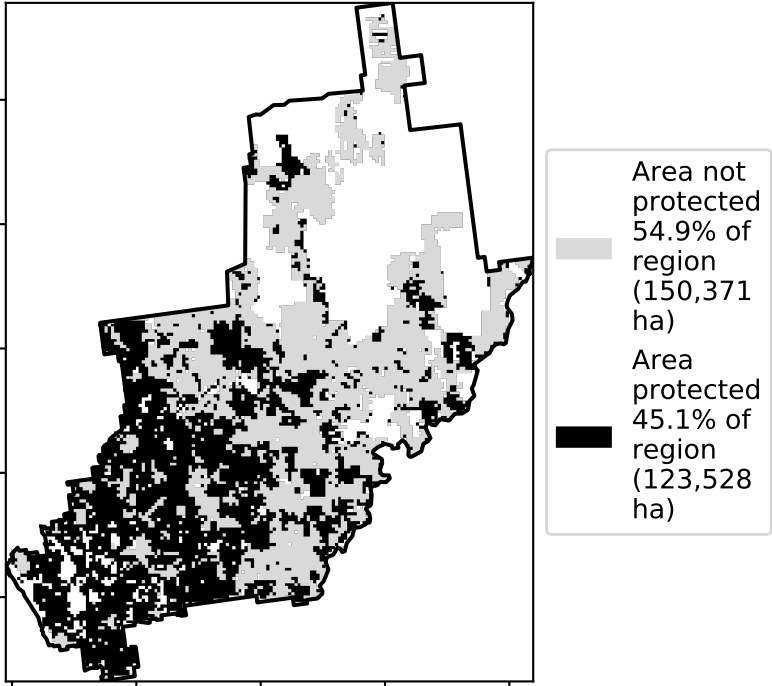 Area not
protected
54.9% of
region
(150,371
ha)
Area
protected
45.1% of
region
(123,528
ha)